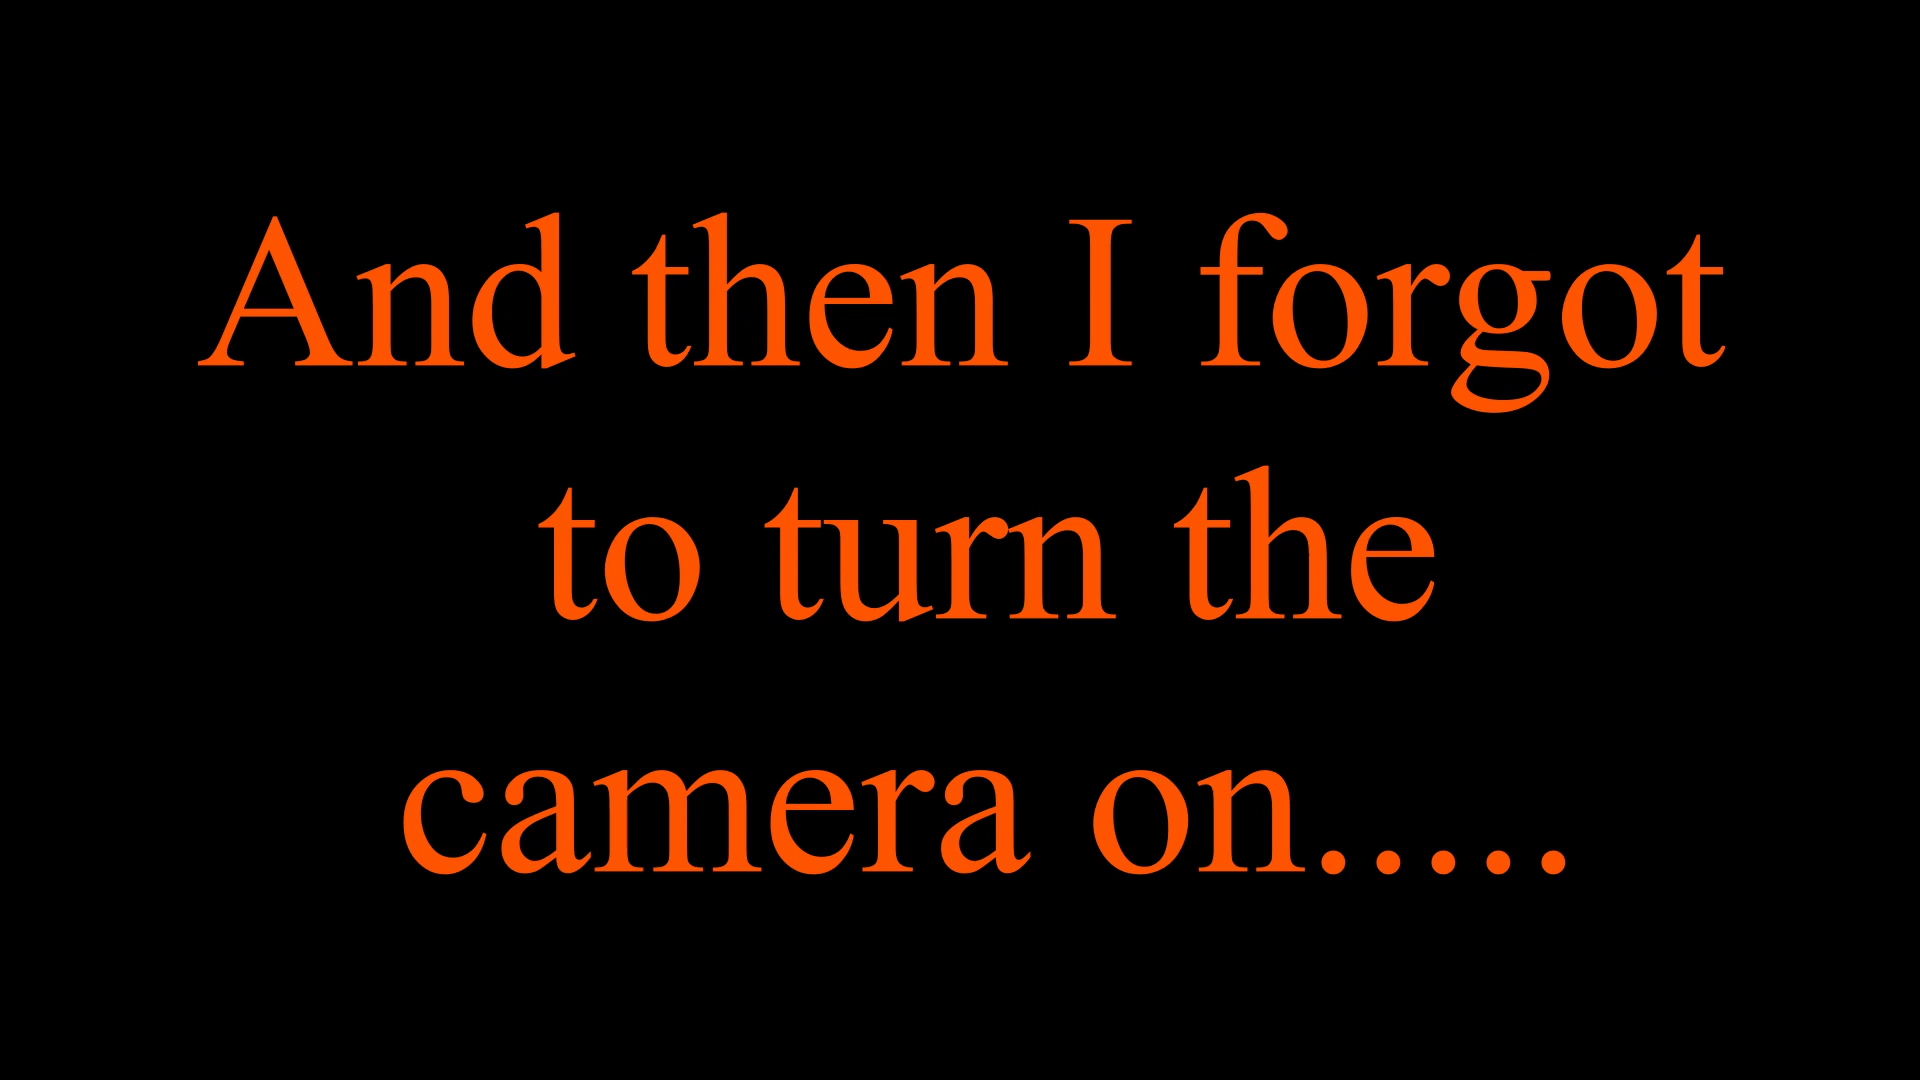 And then I forgot
to turn the
camera on.....